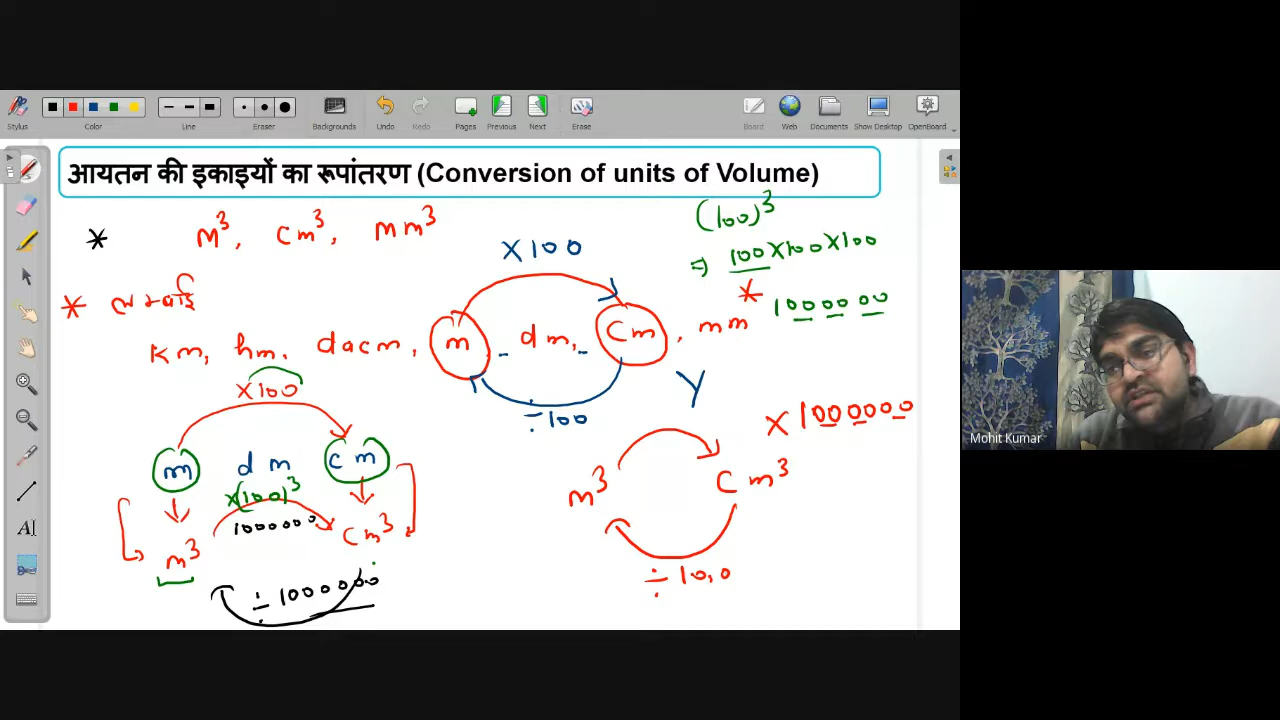 Stylus Color Line Eraser Backgrounds Undo Redo Pages Previous Next Erase Board Web Documents Show Desktop OpenBoard
आयतन की इकाइयों का रूपांतरण (Conversion of units of Volume)
* m³, cm³, mm³
(100)³
⇒ 100×100×100
1000000
* लम्बाई
×100
km, hm, dacm, m, dm, cm, mm
÷100
×100
m dm cm
×(100)³
1000000
m³ cm³
÷1000000
×1000000
m³ cm³
÷10,0
Mohit Kumar